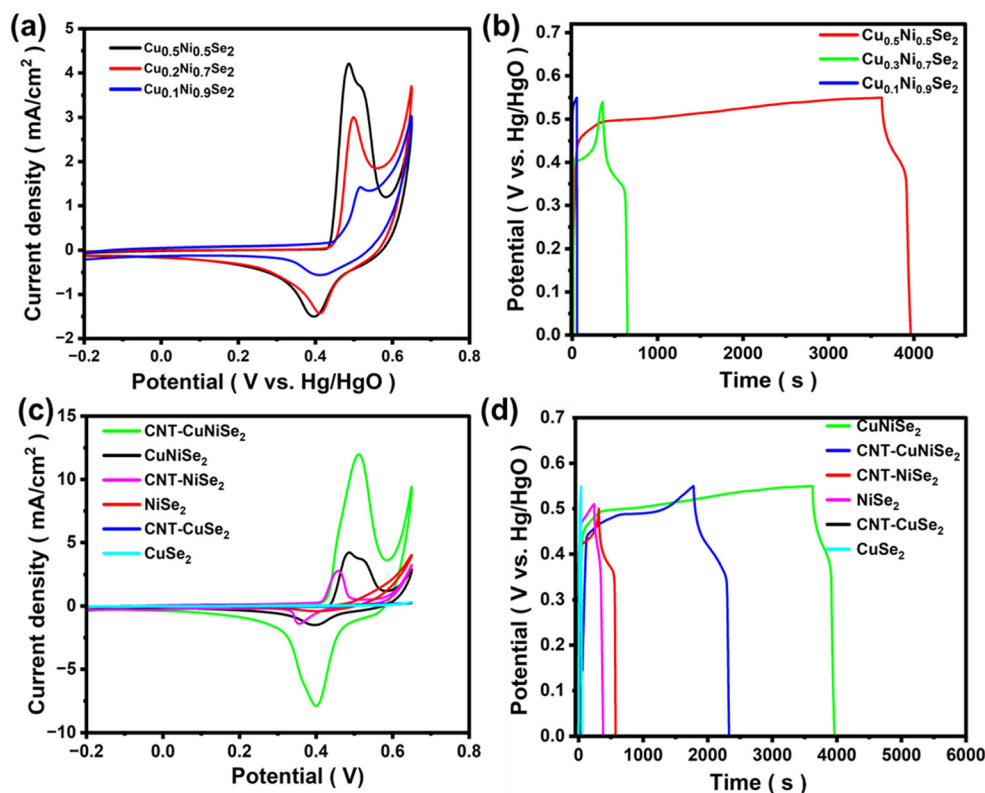 (a)
Cu0.5Ni0.5Se2
Cu0.2Ni0.7Se2
Cu0.1Ni0.9Se2
5
4
3
2
1
0
−1
−2
Current density ( mA/cm2 )
−0.2
0.0
0.2
0.4
0.6
0.8
Potential ( V vs. Hg/HgO )
(b)
Cu0.5Ni0.5Se2
Cu0.3Ni0.7Se2
Cu0.1Ni0.9Se2
0.7
0.6
0.5
0.4
0.3
0.2
0.1
0.0
Potential ( V vs. Hg/HgO )
0
1000
2000
3000
4000
Time ( s )
(c)
CNT-CuNiSe2
CuNiSe2
CNT-NiSe2
NiSe2
CNT-CuSe2
CuSe2
15
10
5
0
−5
−10
Current density ( mA/cm2 )
−0.2
0.0
0.2
0.4
0.6
0.8
Potential ( V )
(d)
CuNiSe2
CNT-CuNiSe2
CNT-NiSe2
NiSe2
CNT-CuSe2
CuSe2
0.7
0.6
0.5
0.4
0.3
0.2
0.1
0.0
Potential ( V vs. Hg/HgO )
0
1000
2000
3000
4000
5000
6000
Time ( s )